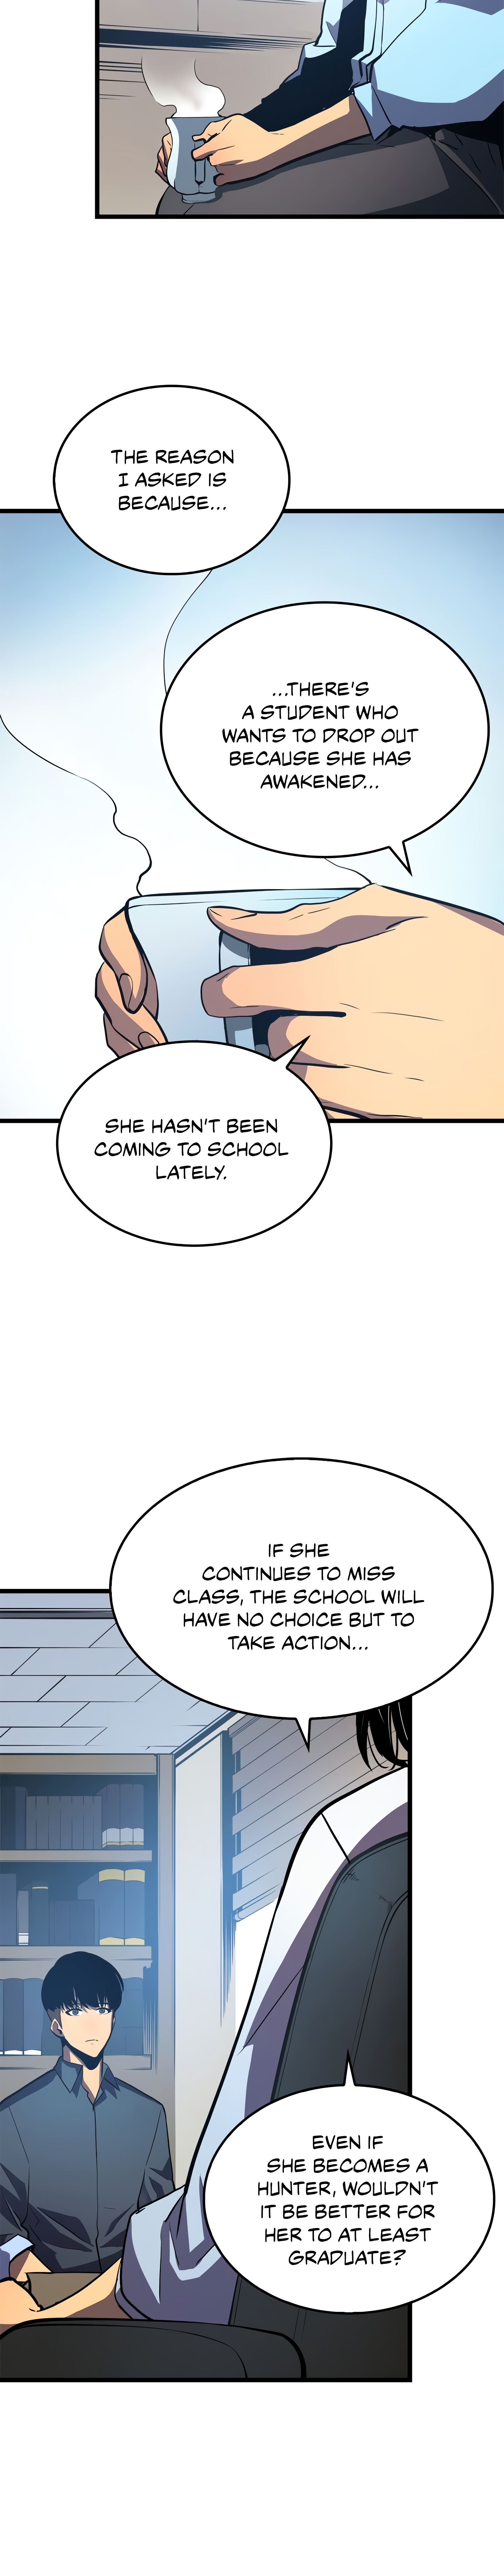 THE REASON
I ASKED IS
BECAUSE...
...THERE'S
A STUDENT WHO
WANTS TO DROP OUT
BECAUSE SHE HAS
AWAKENED...
SHE HASN'T BEEN
COMING TO SCHOOL
LATELY.
IF SHE
CONTINUES TO MISS
CLASS, THE SCHOOL WILL
HAVE NO CHOICE BUT TO
TAKE ACTION...
EVEN IF
SHE BECOMES A
HUNTER, WOULDN'T
IT BE BETTER FOR
HER TO AT LEAST
GRADUATE?